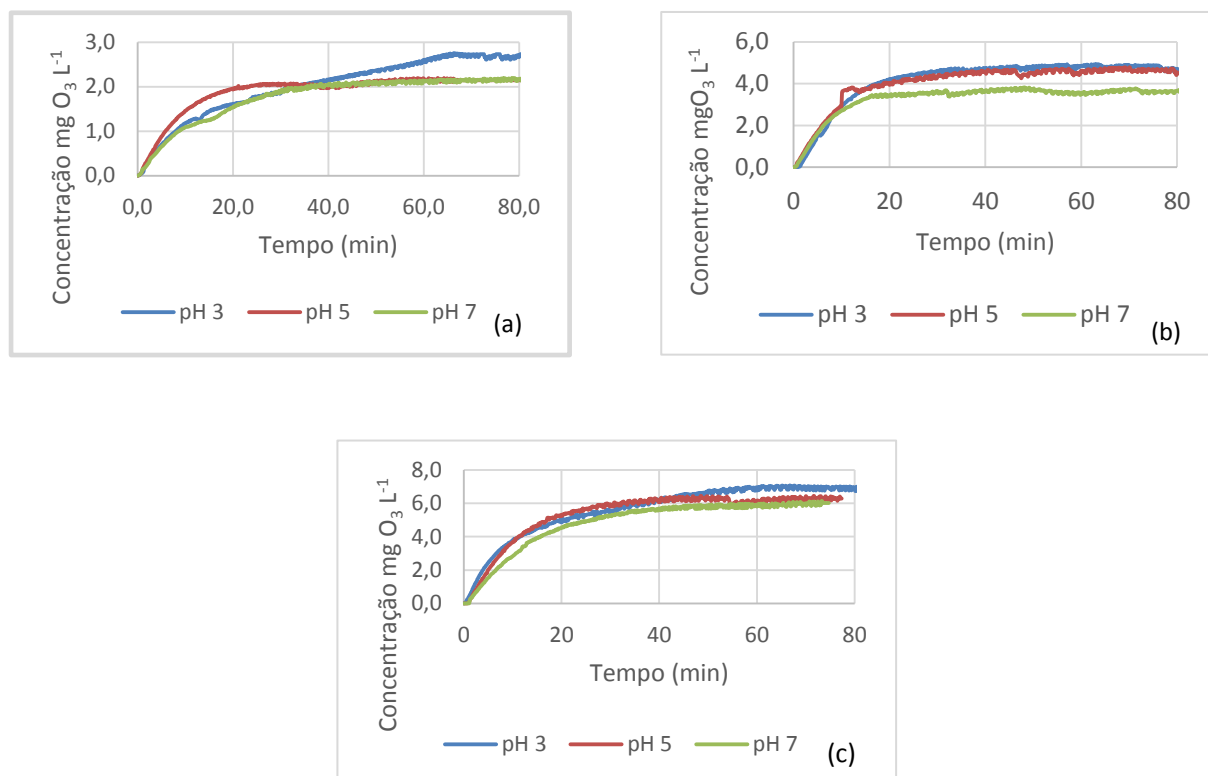 Concentração mg O₃ L⁻¹
3,0
2,0
1,0
0,0
0,0 20,0 40,0 60,0 80,0
Tempo (min)
pH 3 pH 5 pH 7
(a)
Concentração mgO₃ L⁻¹
6,0
4,0
2,0
0,0
0 20 40 60 80
Tempo (min)
pH 3 pH 5 pH 7
(b)
Concentração mg O₃ L⁻¹
8,0
6,0
4,0
2,0
0,0
0 20 40 60 80
Tempo (min)
pH 3 pH 5 pH 7
(c)